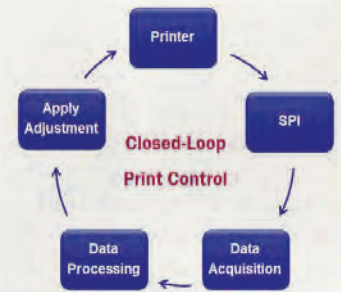 Printer
SPI
Data
Acquisition
Data
Processing
Apply
Adjustment
Closed-Loop
Print Control